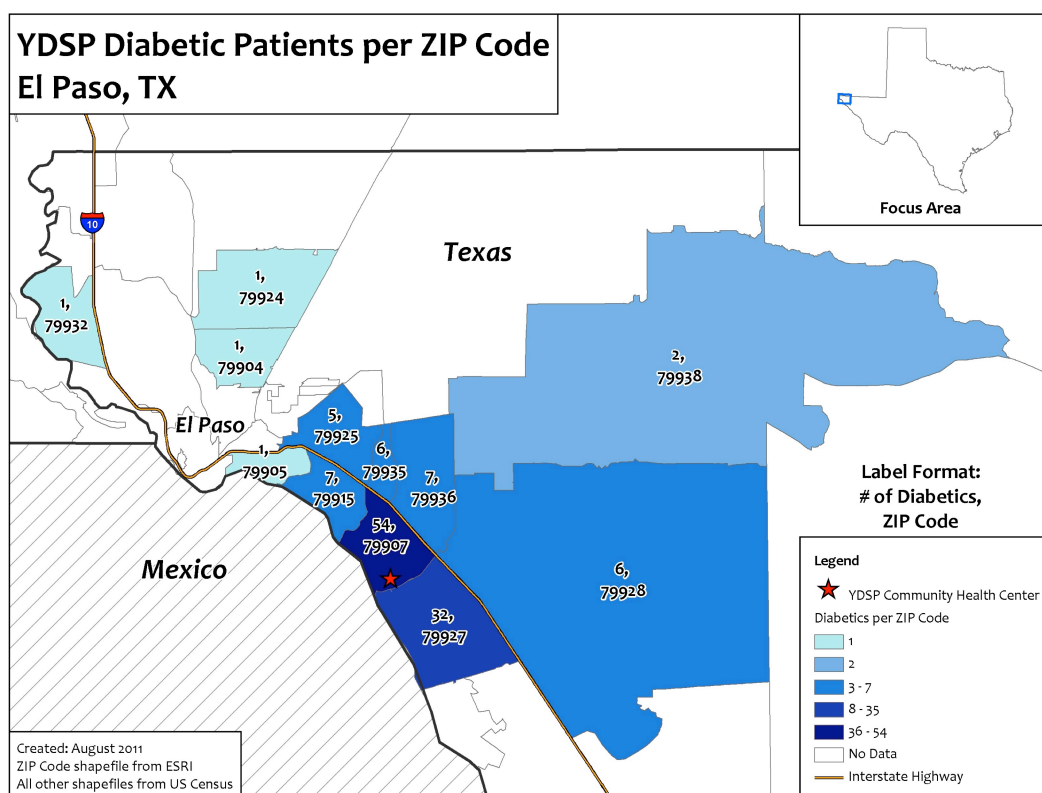 YDSP Diabetic Patients per ZIP Code
El Paso, TX
Focus Area
10
Texas
1,
79924
1,
79932
1,
79904
2,
79938
El Paso
5,
79925
1,
79905
6,
79935
7,
79936
7,
79915
54,
79907
Mexico
6,
79928
32,
79927
Label Format:
# of Diabetics,
ZIP Code
Legend
YDSP Community Health Center
Diabetics per ZIP Code
1
2
3 - 7
8 - 35
36 - 54
No Data
Interstate Highway
Created: August 2011
ZIP Code shapefile from ESRI
All other shapefiles from US Census